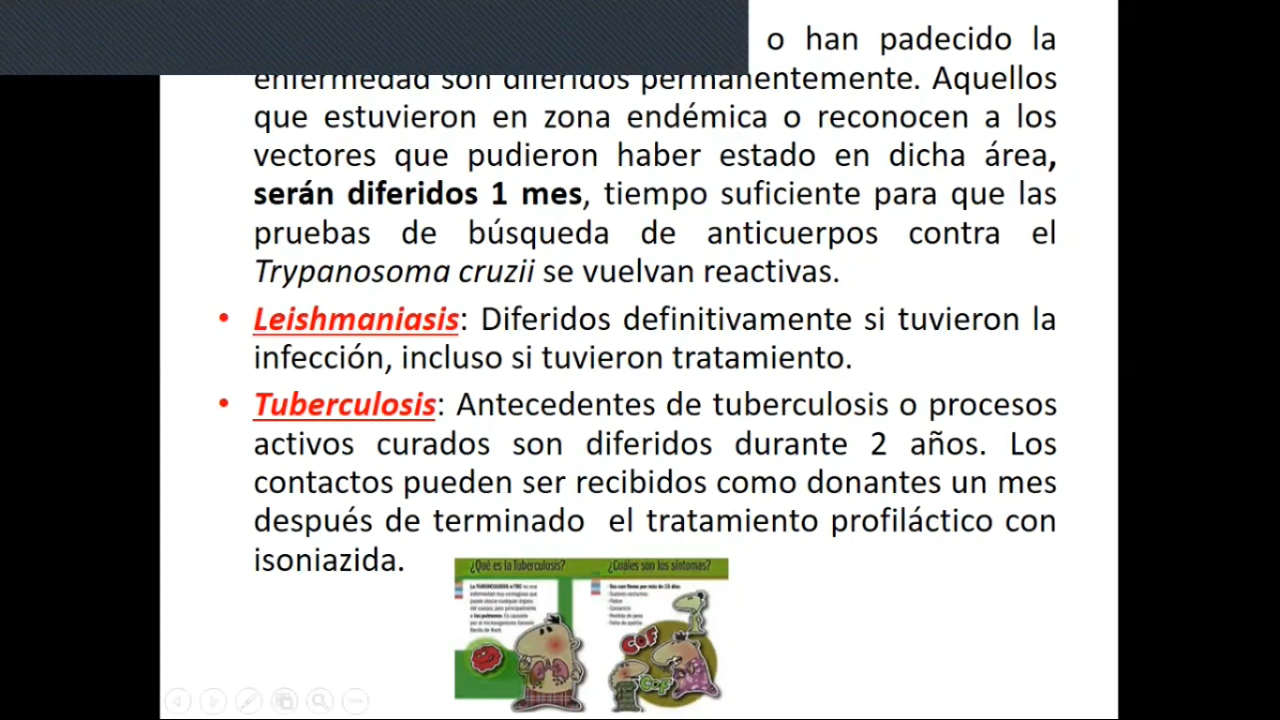 o han padecido la
enfermedad son diferidos permanentemente. Aquellos
que estuvieron en zona endémica o reconocen a los
vectores que pudieron haber estado en dicha área,
serán diferidos 1 mes, tiempo suficiente para que las
pruebas de búsqueda de anticuerpos contra el
Trypanosoma cruzii se vuelvan reactivas.
• Leishmaniasis: Diferidos definitivamente si tuvieron la
infección, incluso si tuvieron tratamiento.
• Tuberculosis: Antecedentes de tuberculosis o procesos
activos curados son diferidos durante 2 años. Los
contactos pueden ser recibidos como donantes un mes
después de terminado el tratamiento profiláctico con
isoniazida.
¿Qué es la Tuberculosis?
¿Cuáles son los síntomas?
COF
COF